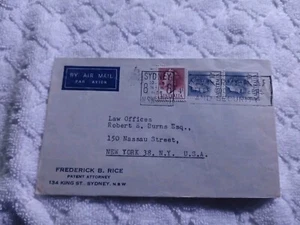 BY AIR MAIL
PAR AVION
SYDNEY
Law Offices
Robert S. Burns Esq.,
150 Nassau Street,
NEW YORK 38, N.Y. U.S.A.
FREDERICK B. RICE
PATENT ATTORNEY
134 KING ST. SYDNEY, N.S.W